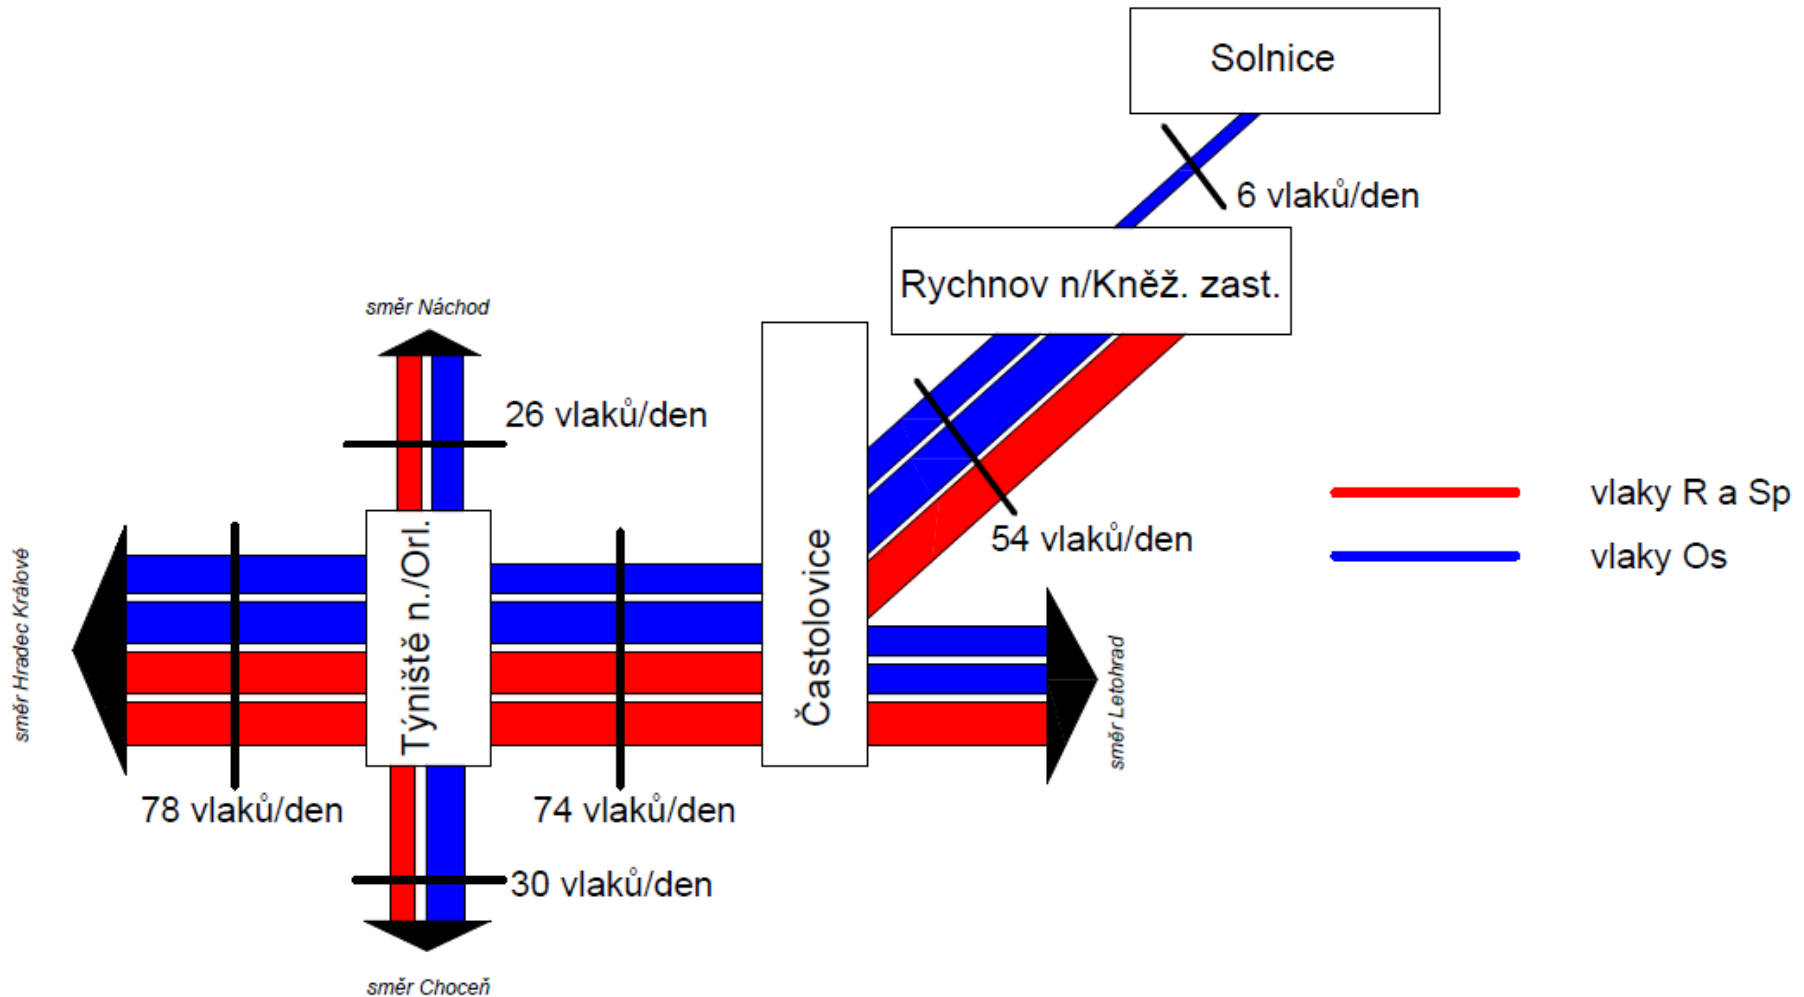 Solnice
6 vlaků/den
Rychnov n/Kněž. zast.
směr Náchod
26 vlaků/den
54 vlaků/den
vlaky R a Sp
vlaky Os
směr Hradec Králové
Týniště n./Orl.
Častolovice
směr Letohrad
78 vlaků/den
74 vlaků/den
30 vlaků/den
směr Choceň